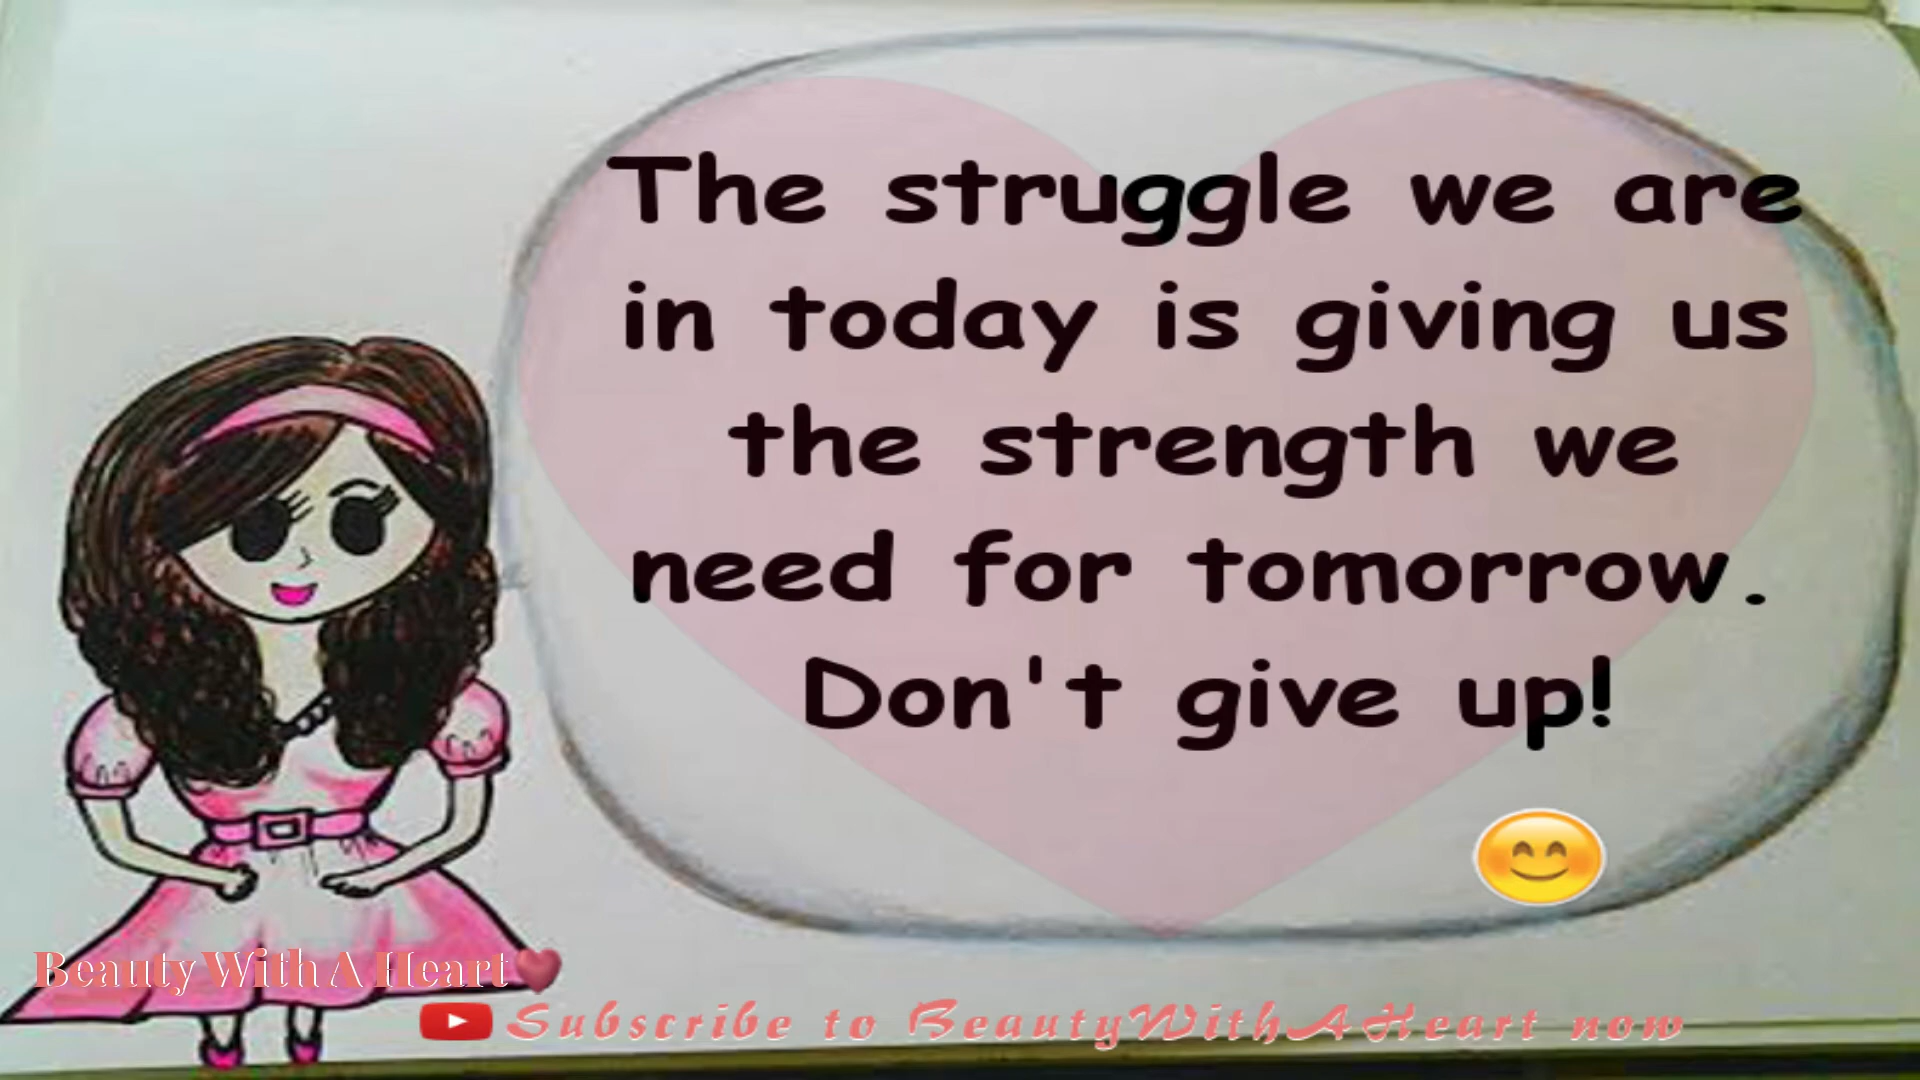 The struggle we are
in today is giving us
the strength we
need for tomorrow.
Don't give up!
Beauty With A Heart
Subscribe to BeautyWithAHeart now